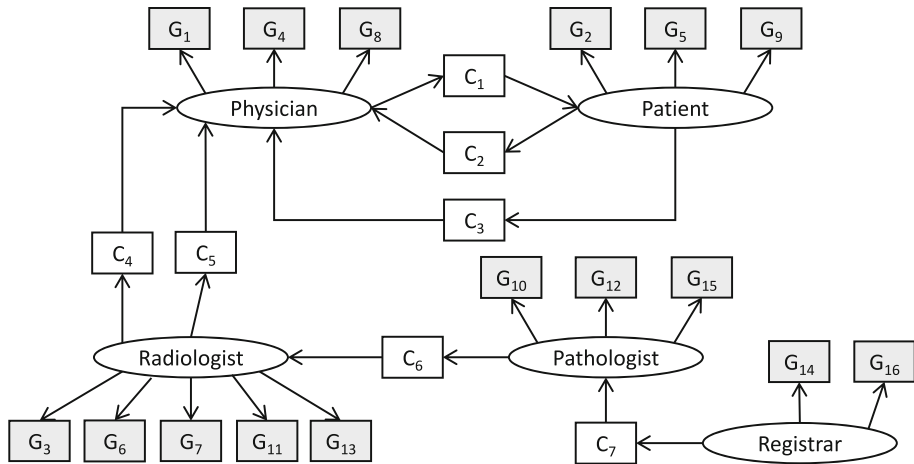 G₁ G₄ G₈ G₂ G₅ G₉
C₁
Physician Patient
C₂
C₃
C₄ C₅
G₁₀ G₁₂ G₁₅
Radiologist C₆ Pathologist
G₁₄ G₁₆
G₃ G₆ G₇ G₁₁ G₁₃ C₇ Registrar